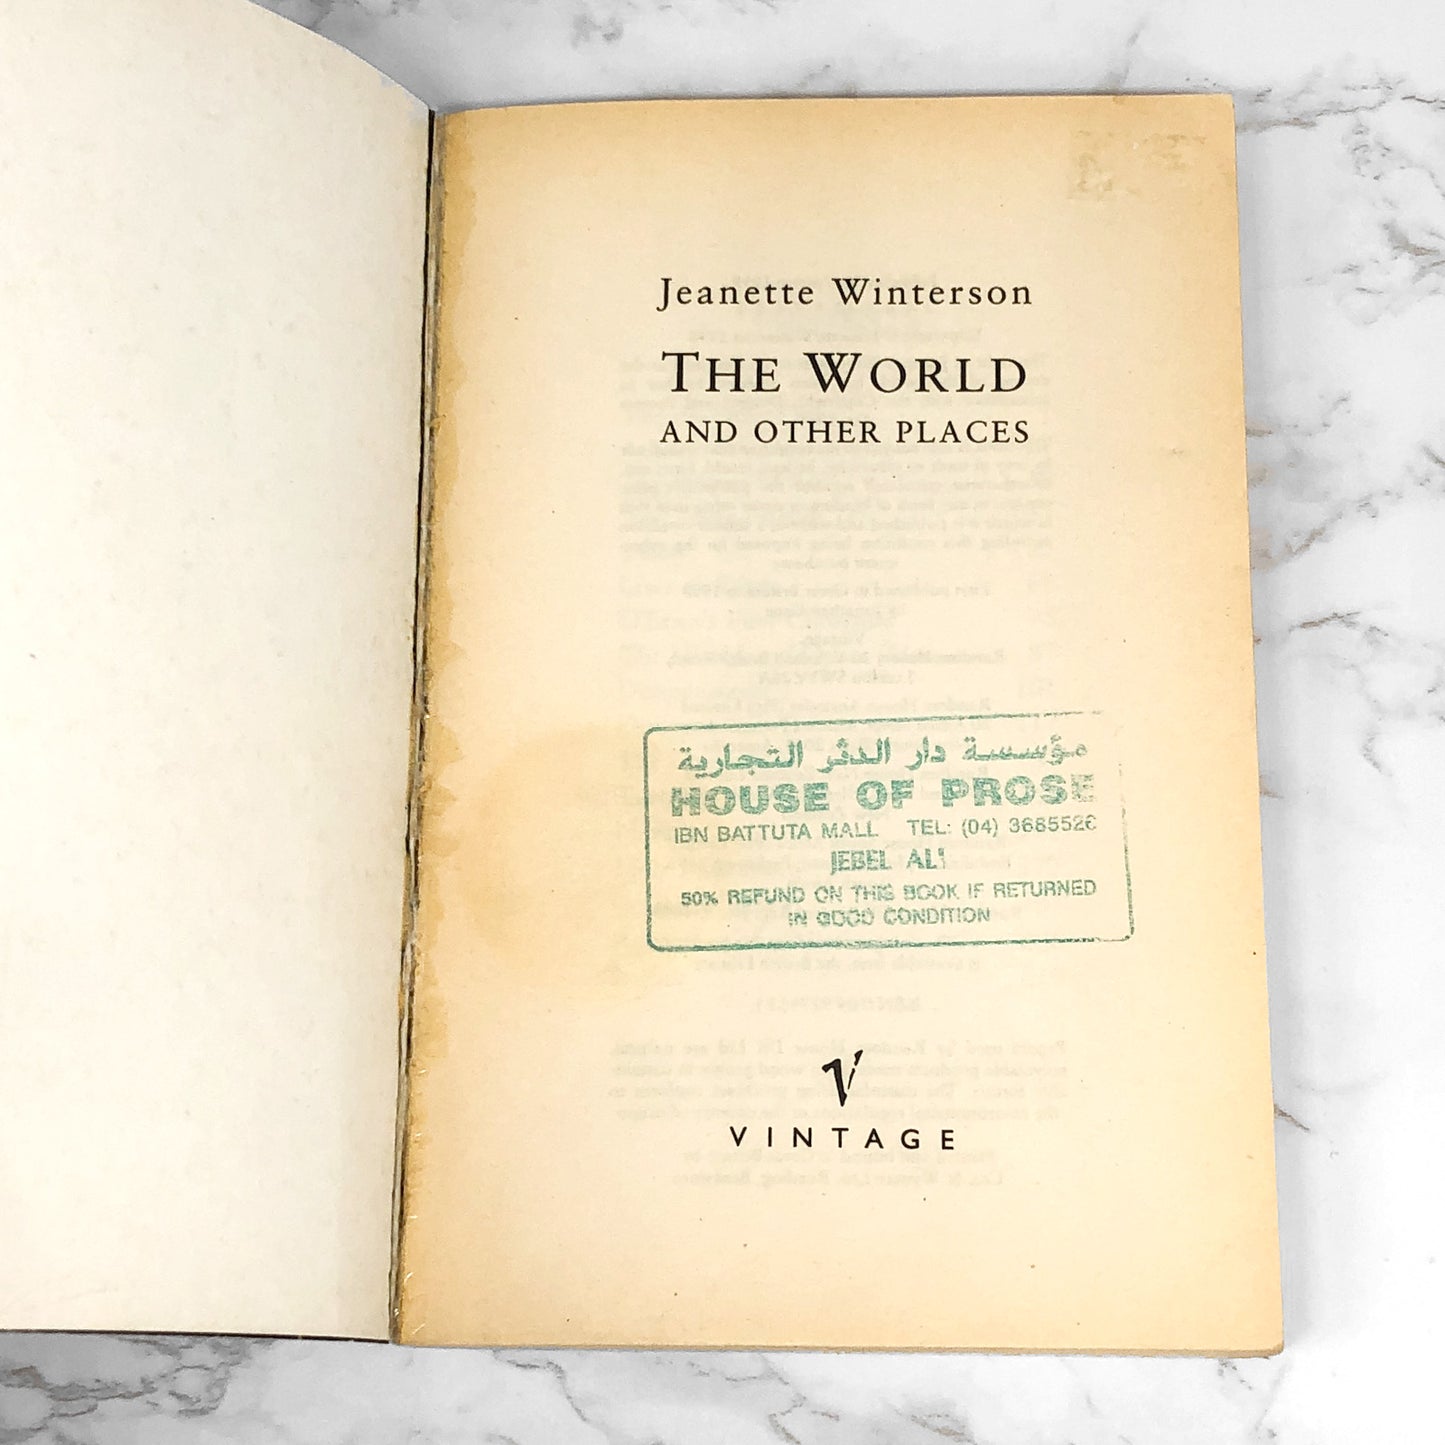 Jeanette Winterson
THE WORLD
AND OTHER PLACES
مؤسسة دار النثر التجارية
HOUSE OF PROSE
IBN BATTUTA MALL TEL: (04) 3685526
JEBEL ALI
50% REFUND ON THIS BOOK IF RETURNED
IN GOOD CONDITION
V
VINTAGE